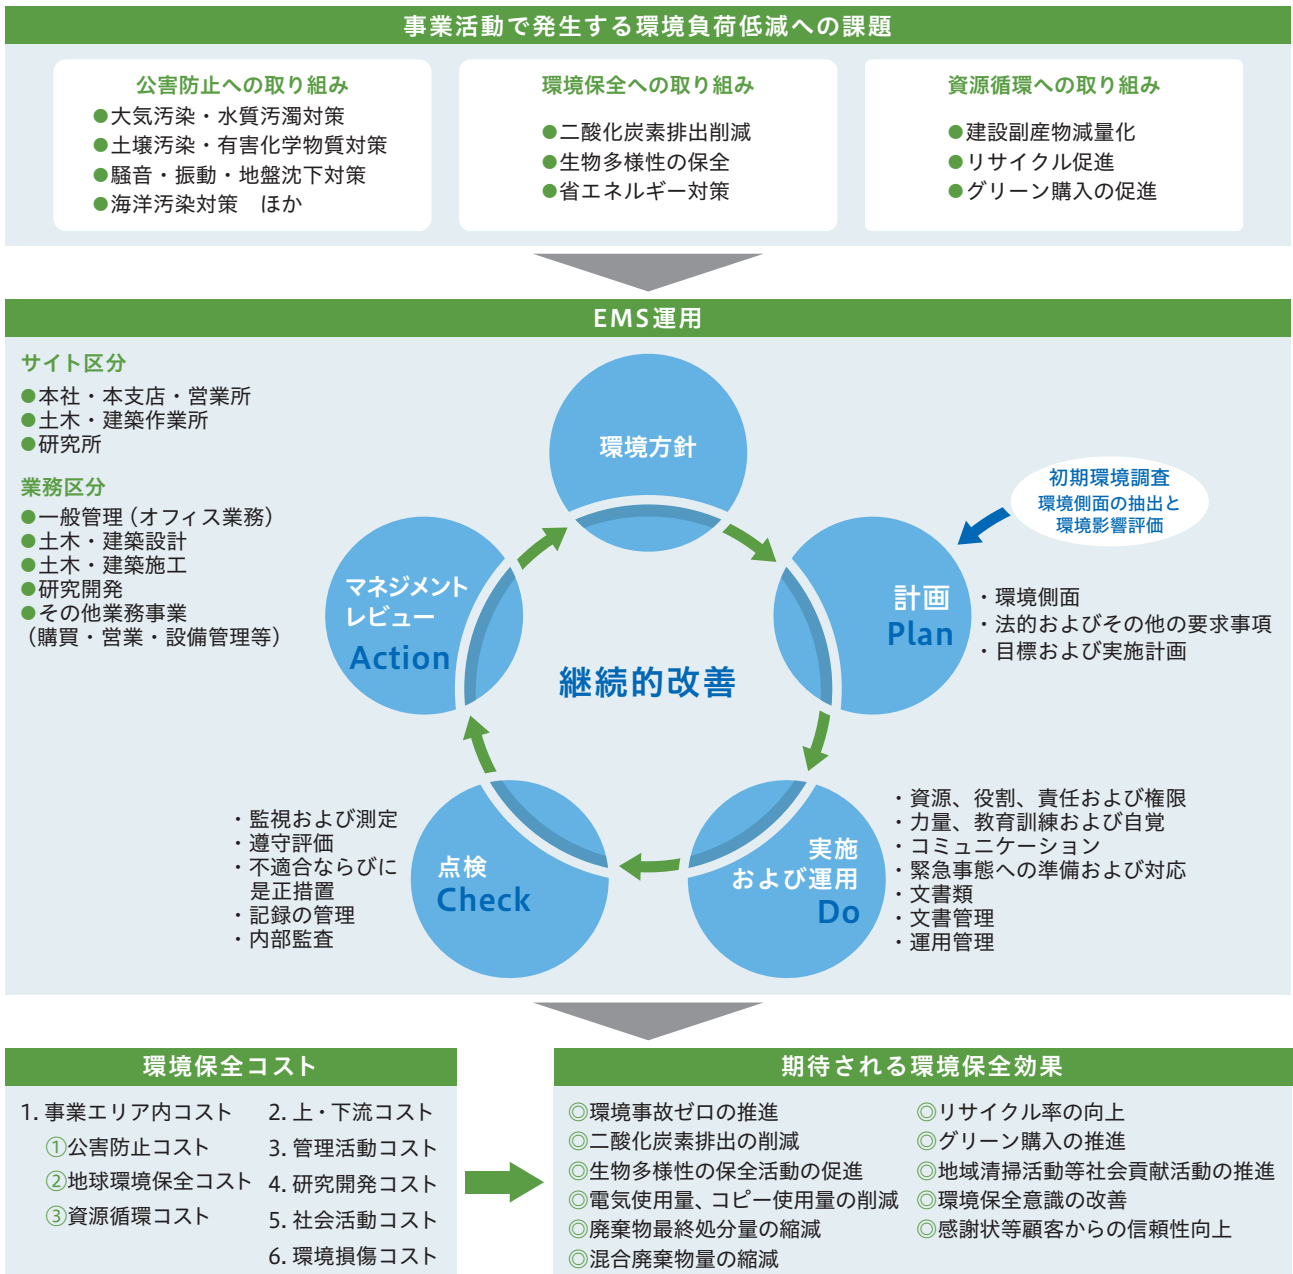 事業活動で発生する環境負荷低減への課題
公害防止への取り組み
●大気汚染・水質汚濁対策
●土壌汚染・有害化学物質対策
●騒音・振動・地盤沈下対策
●海洋汚染対策　ほか
環境保全への取り組み
●二酸化炭素排出削減
●生物多様性の保全
●省エネルギー対策
資源循環への取り組み
●建設副産物減量化
●リサイクル促進
●グリーン購入の促進
EMS運用
サイト区分
●本社・本支店・営業所
●土木・建築作業所
●研究所
業務区分
●一般管理（オフィス業務）
●土木・建築設計
●土木・建築施工
●研究開発
●その他業務事業
（購買・営業・設備管理等）
環境方針
初期環境調査
環境側面の抽出と
環境影響評価
計画
Plan
・環境側面
・法的およびその他の要求事項
・目標および実施計画
マネジメント
レビュー
Action
継続的改善
実施
および運用
Do
・資源、役割、責任および権限
・力量、教育訓練および自覚
・コミュニケーション
・緊急事態への準備および対応
・文書類
・文書管理
・運用管理
点検
Check
・監視および測定
・遵守評価
・不適合ならびに
是正措置
・記録の管理
・内部監査
環境保全コスト
1. 事業エリア内コスト
①公害防止コスト
②地球環境保全コスト
③資源循環コスト
2. 上・下流コスト
3. 管理活動コスト
4. 研究開発コスト
5. 社会活動コスト
6. 環境損傷コスト
期待される環境保全効果
◎環境事故ゼロの推進
◎二酸化炭素排出の削減
◎生物多様性の保全活動の促進
◎電気使用量、コピー使用量の削減
◎廃棄物最終処分量の縮減
◎混合廃棄物量の縮減
◎リサイクル率の向上
◎グリーン購入の推進
◎地域清掃活動等社会貢献活動の推進
◎環境保全意識の改善
◎感謝状等顧客からの信頼性向上